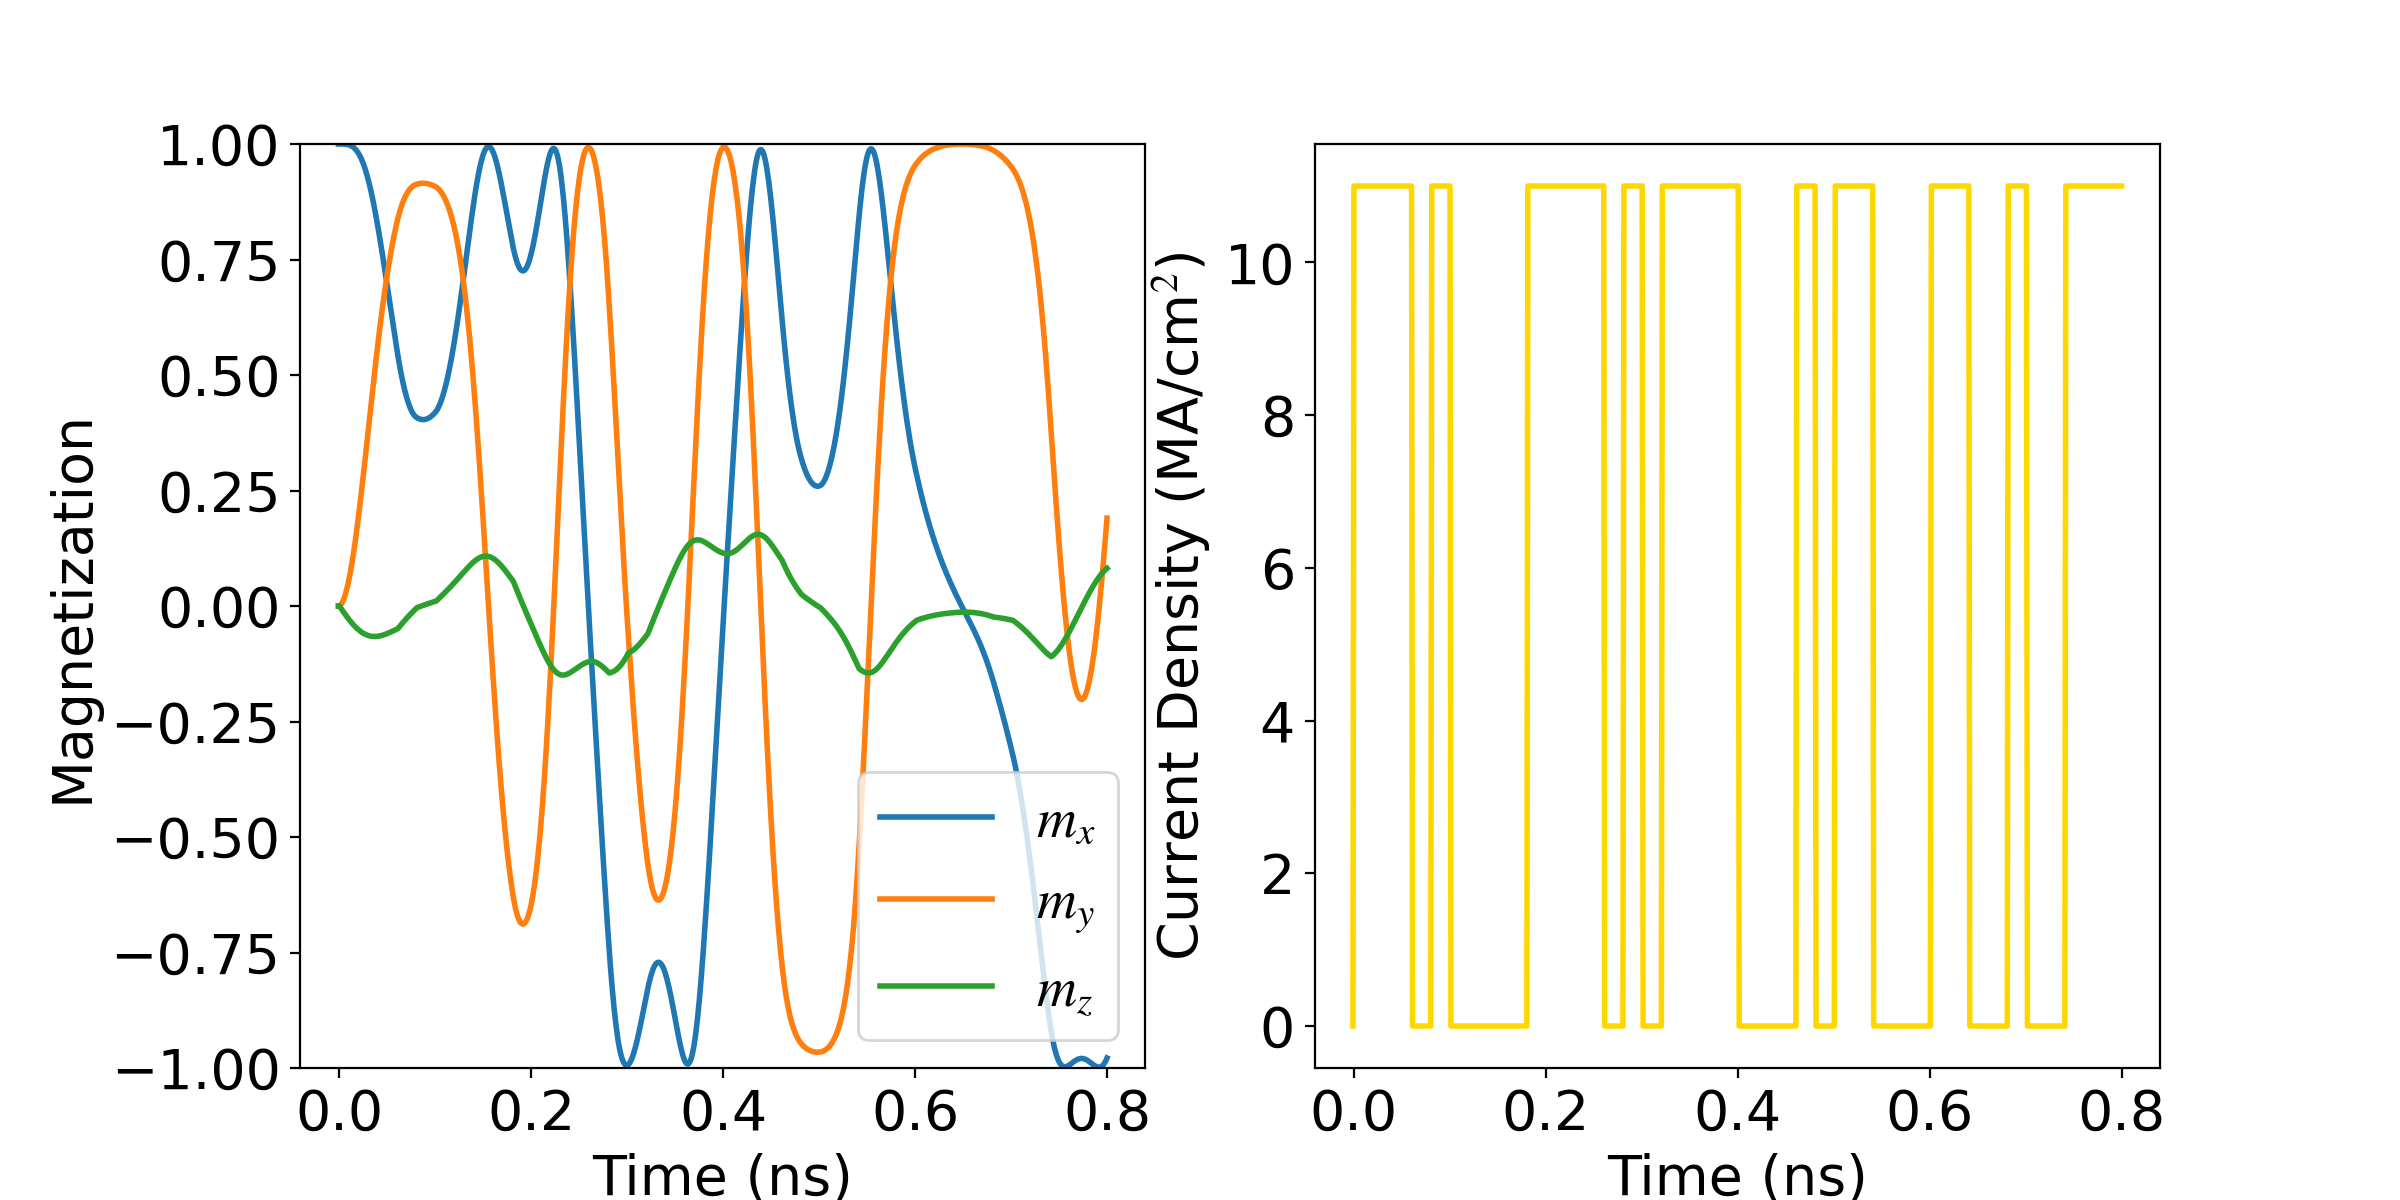 1.00
0.75
0.50
0.25
0.00
−0.25
−0.50
−0.75
−1.00
Magnetization
0.0 0.2 0.4 0.6 0.8
Time (ns)
m_x
m_y
m_z
10
8
6
4
2
0
Current Density (MA/cm²)
0.0 0.2 0.4 0.6 0.8
Time (ns)